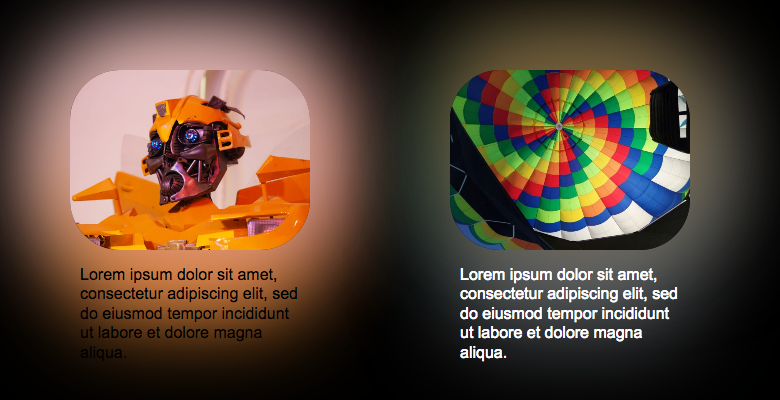 Lorem ipsum dolor sit amet,
consectetur adipiscing elit, sed
do eiusmod tempor incididunt
ut labore et dolore magna
aliqua.
Lorem ipsum dolor sit amet,
consectetur adipiscing elit, sed
do eiusmod tempor incididunt
ut labore et dolore magna
aliqua.